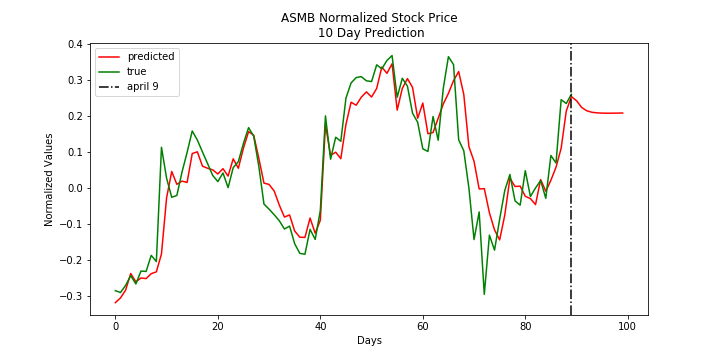 ASMB Normalized Stock Price
10 Day Prediction
predicted
true
april 9
Normalized Values
0.4
0.3
0.2
0.1
0.0
−0.1
−0.2
−0.3
0
20
40
60
80
100
Days